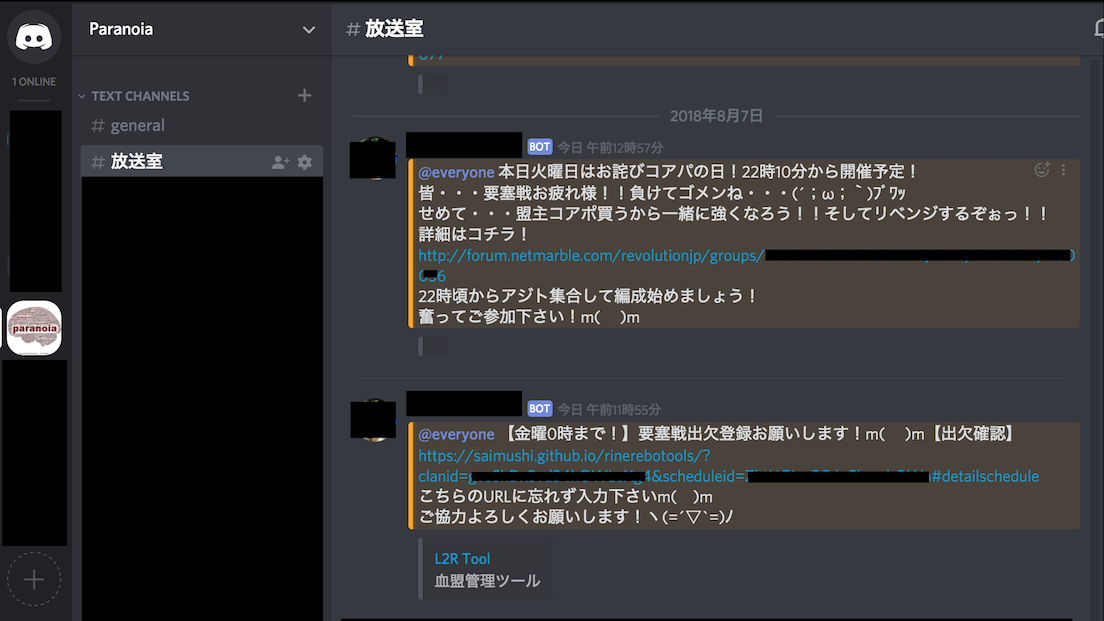 Paranoia
# 放送室
1 ONLINE
TEXT CHANNELS
# general
# 放送室
paranoia
2018年8月7日
BOT 今日 午前12時57分
@everyone 本日火曜日はお詫びコアパの日！22時10分から開催予定！
皆・・・要塞戦お疲れ様！！負けてゴメンね・・・(´；ω；｀)ﾌﾞﾜｯ
せめて・・・盟主コアポ買うから一緒に強くなろう！！そしてリベンジするぞぉっ！！
詳細はコチラ！
http://forum.netmarble.com/revolutionjp/groups/
22時頃からアジト集合して編成始めましょう！
奮ってご参加下さい！m(　)m
BOT 今日 午前11時55分
@everyone 【金曜0時まで！】要塞戦出欠登録お願いします！m(　)m【出欠確認】
https://saimushi.github.io/rinerebotools/?
clanid= &scheduleid= #detailschedule
こちらのURLに忘れず入力下さいm(　)m
ご協力よろしくお願いします！ヽ(=´▽`=)ﾉ
L2R Tool
血盟管理ツール